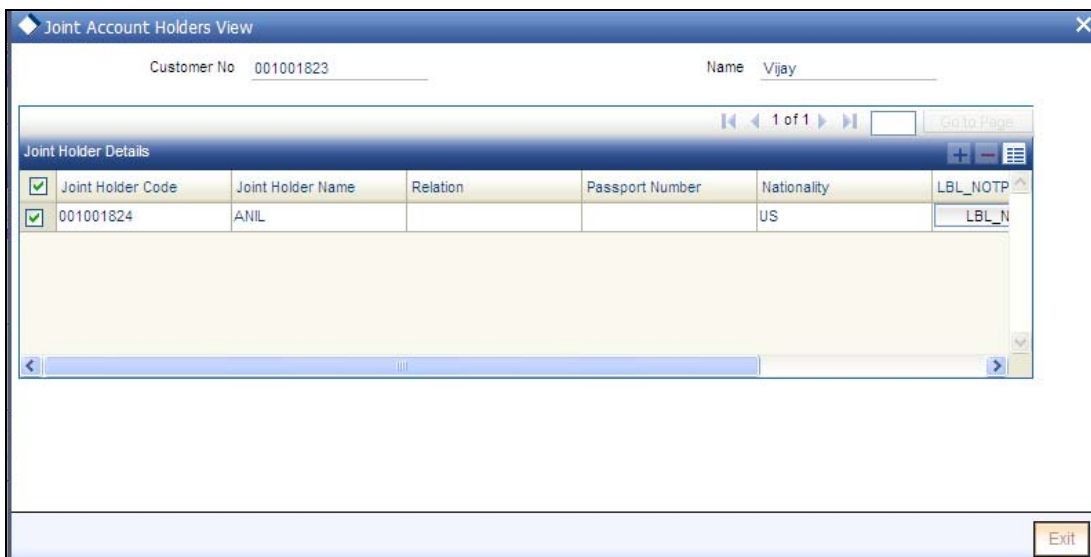 Joint Account Holders View
Customer No 001001823 Name Vijay
1 of 1 Go to Page
Joint Holder Details
Joint Holder Code Joint Holder Name Relation Passport Number Nationality LBL_NOTP
001001824 ANIL US LBL_N
Exit